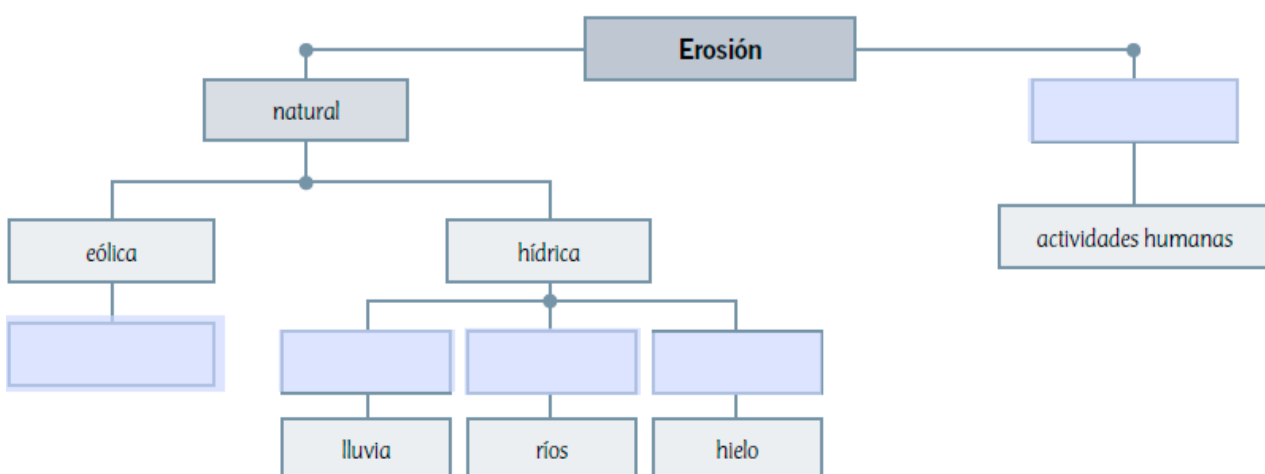 Erosión
natural
eólica
hídrica
actividades humanas
lluvia
ríos
hielo